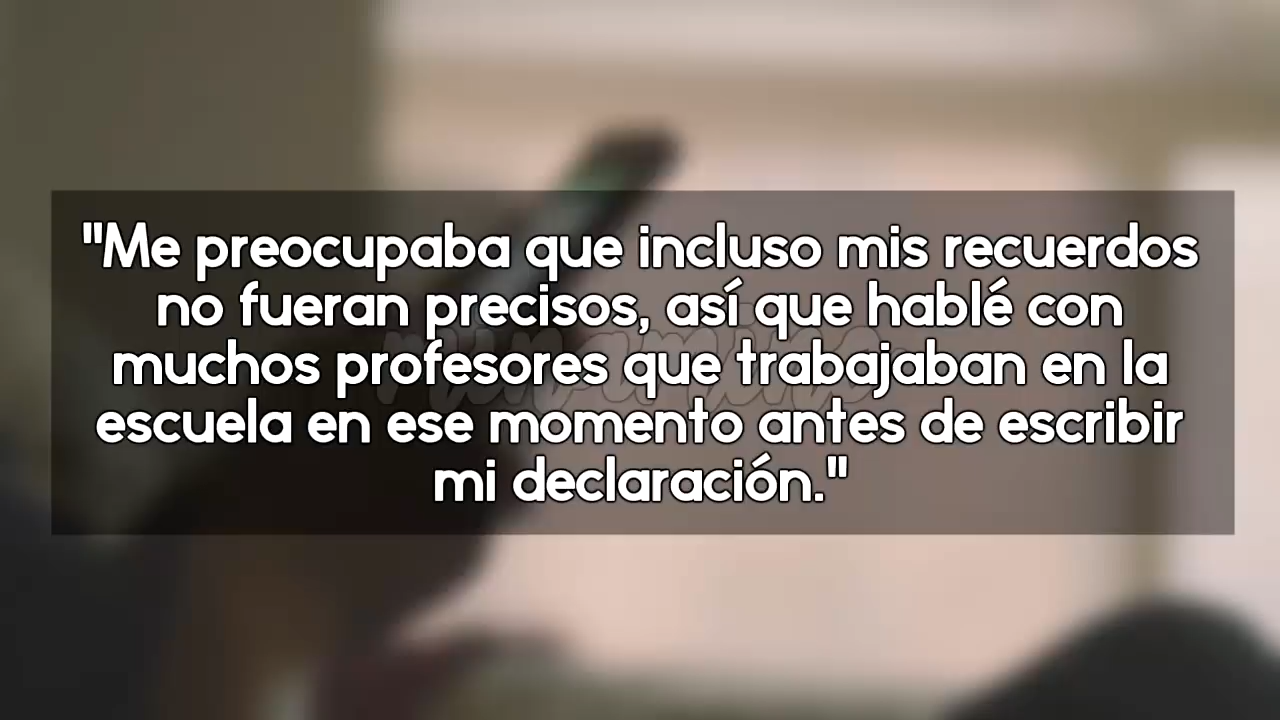 "Me preocupaba que incluso mis recuerdos
no fueran precisos, así que hablé con
muchos profesores que trabajaban en la
escuela en ese momento antes de escribir
mi declaración."